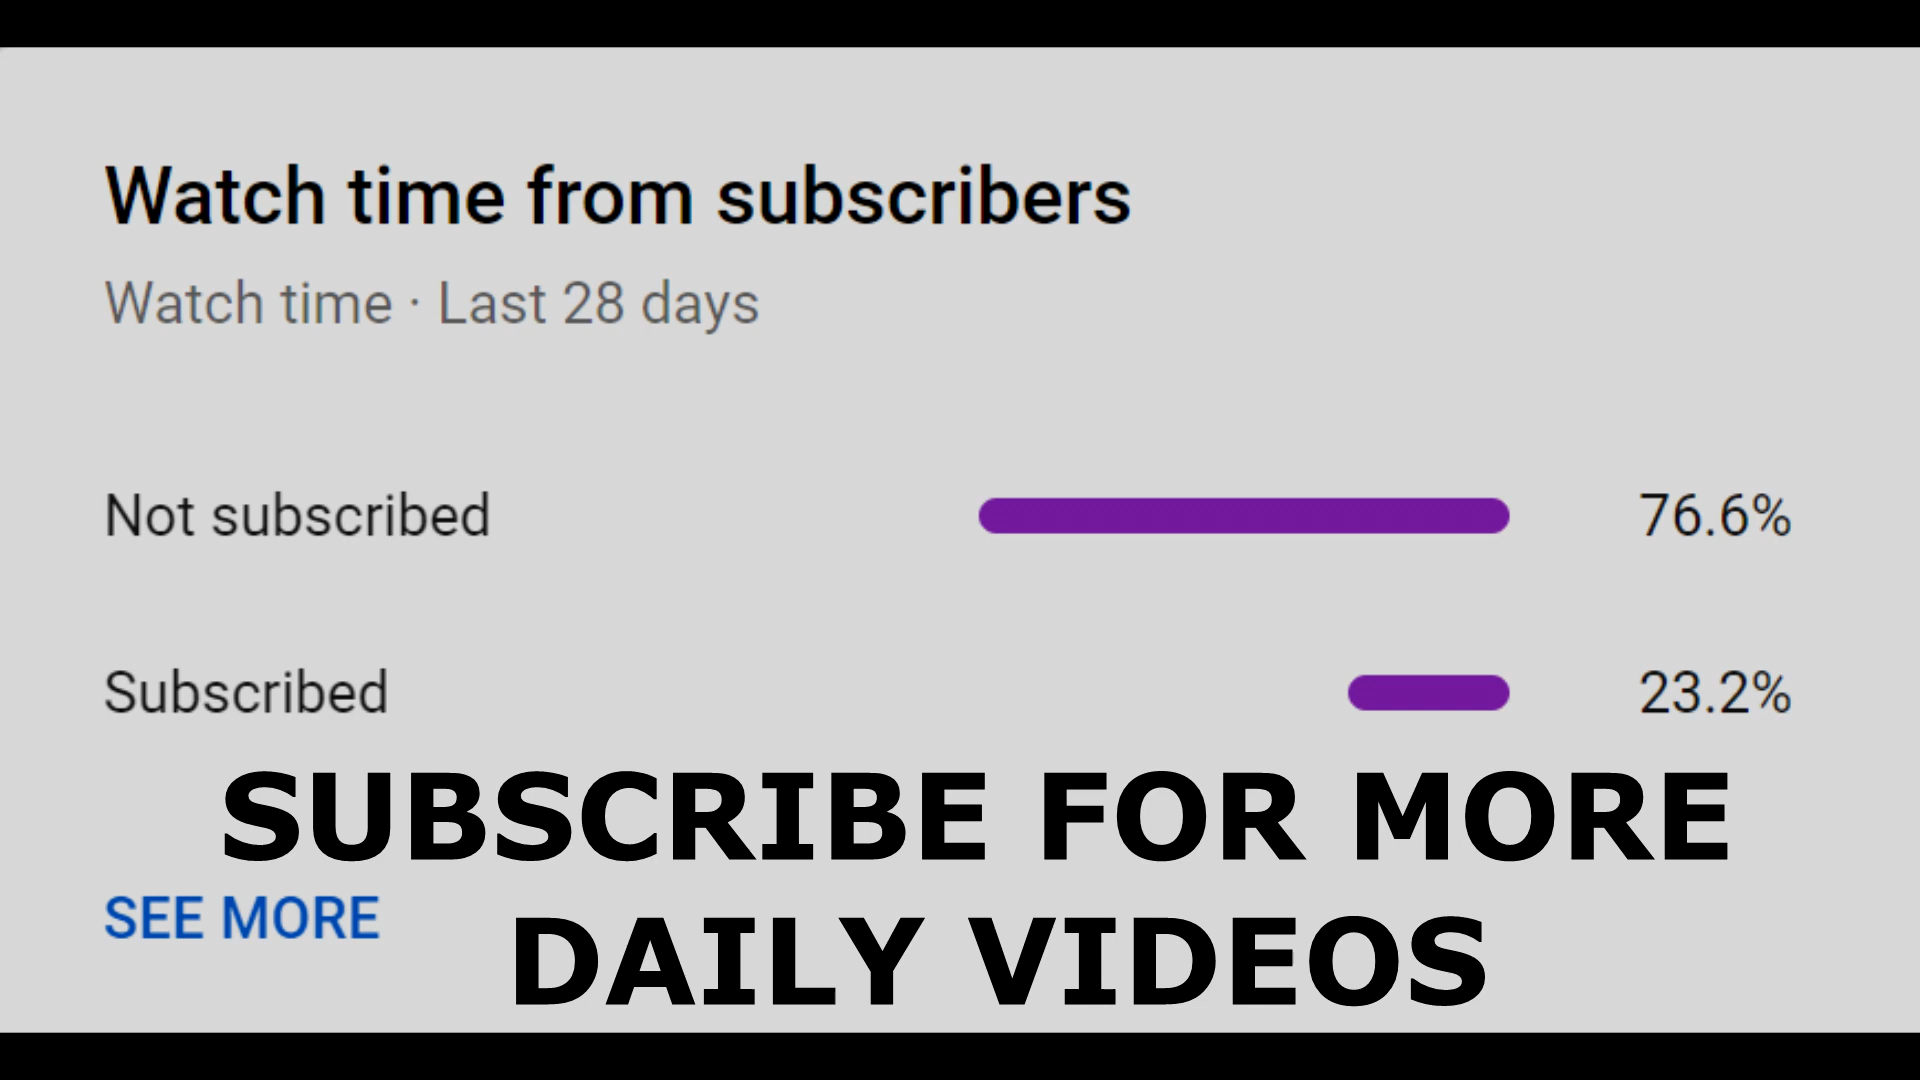 Watch time from subscribers
Watch time · Last 28 days
Not subscribed 76.6%
Subscribed 23.2%
SUBSCRIBE FOR MORE
SEE MORE
DAILY VIDEOS